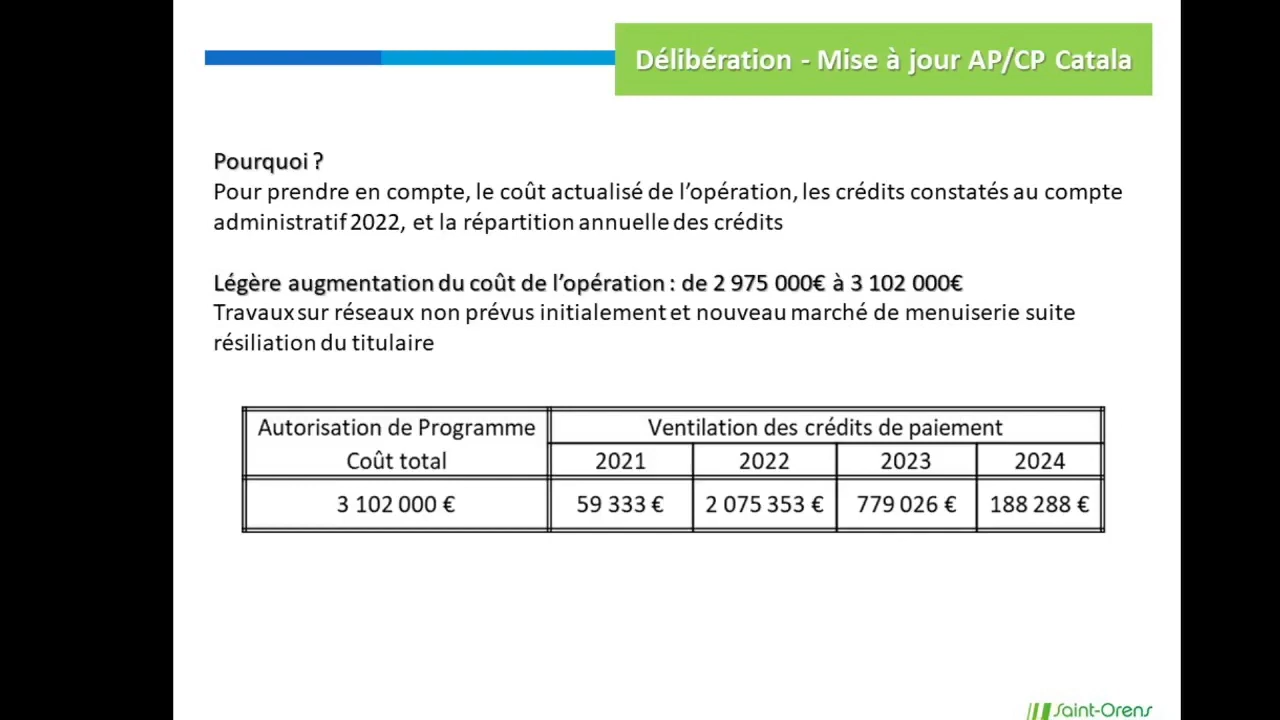 Délibération - Mise à jour AP/CP Catala
Pourquoi ?
Pour prendre en compte, le coût actualisé de l’opération, les crédits constatés au compte
administratif 2022, et la répartition annuelle des crédits
Légère augmentation du coût de l’opération : de 2 975 000€ à 3 102 000€
Travaux sur réseaux non prévus initialement et nouveau marché de menuiserie suite
résiliation du titulaire
Autorisation de Programme
Coût total
Ventilation des crédits de paiement
2021 2022 2023 2024
3 102 000 € 59 333 € 2 075 353 € 779 026 € 188 288 €
Saint-Orens